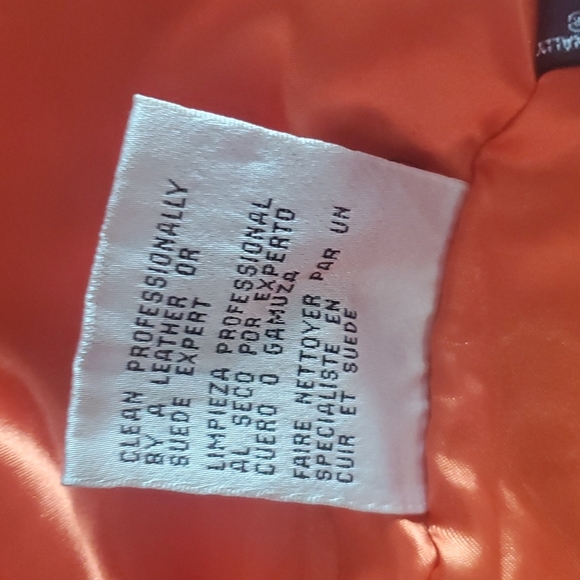 CLEAN PROFESSIONALLY
BY A LEATHER OR
SUEDE EXPERT
LIMPIEZA PROFESSIONAL
AL SECO POR EXPERTO
CUERO O GAMUZA
FAIRE NETTOYER PAR UN
SPECIALISTE EN
CUIR ET SUEDE